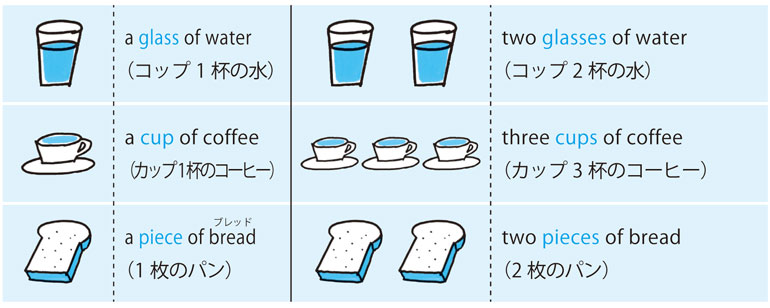 a glass of water
（コップ1杯の水）
two glasses of water
（コップ2杯の水）
a cup of coffee
（カップ1杯のコーヒー）
three cups of coffee
（カップ3杯のコーヒー）
ブレッド
a piece of bread
（1枚のパン）
two pieces of bread
（2枚のパン）